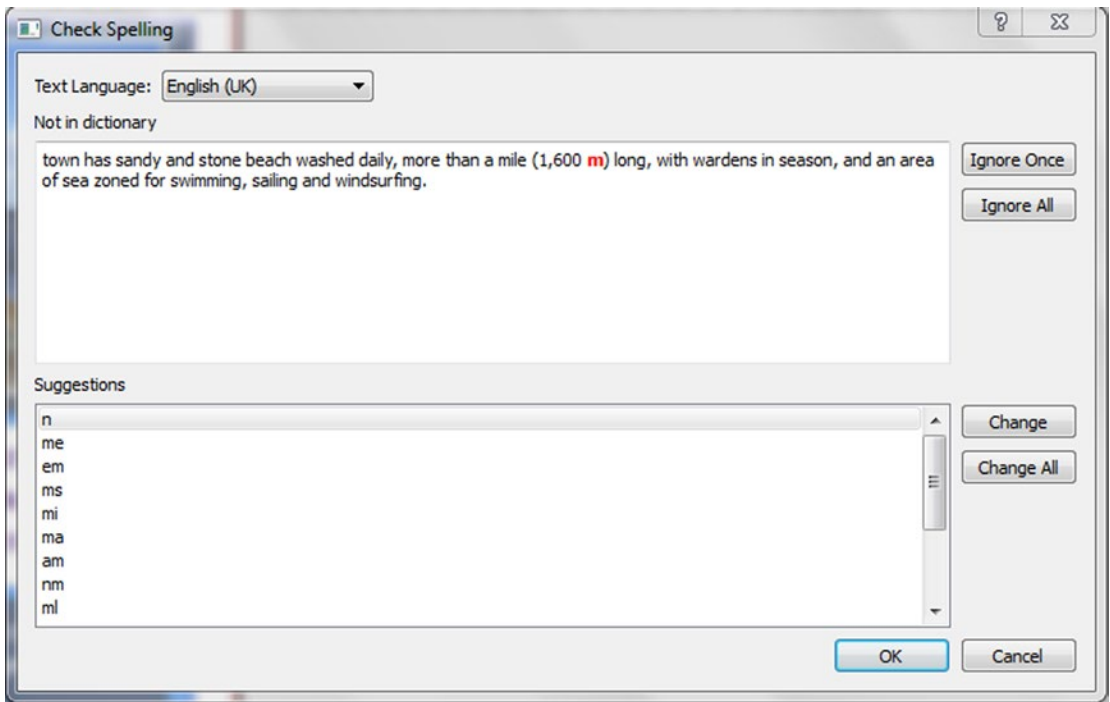 Check Spelling
Text Language: English (UK)
Not in dictionary
town has sandy and stone beach washed daily, more than a mile (1,600 m) long, with wardens in season, and an area
of sea zoned for swimming, sailing and windsurfing.
Ignore Once
Ignore All
Suggestions
n
me
em
ms
mi
ma
am
nm
ml
Change
Change All
OK
Cancel